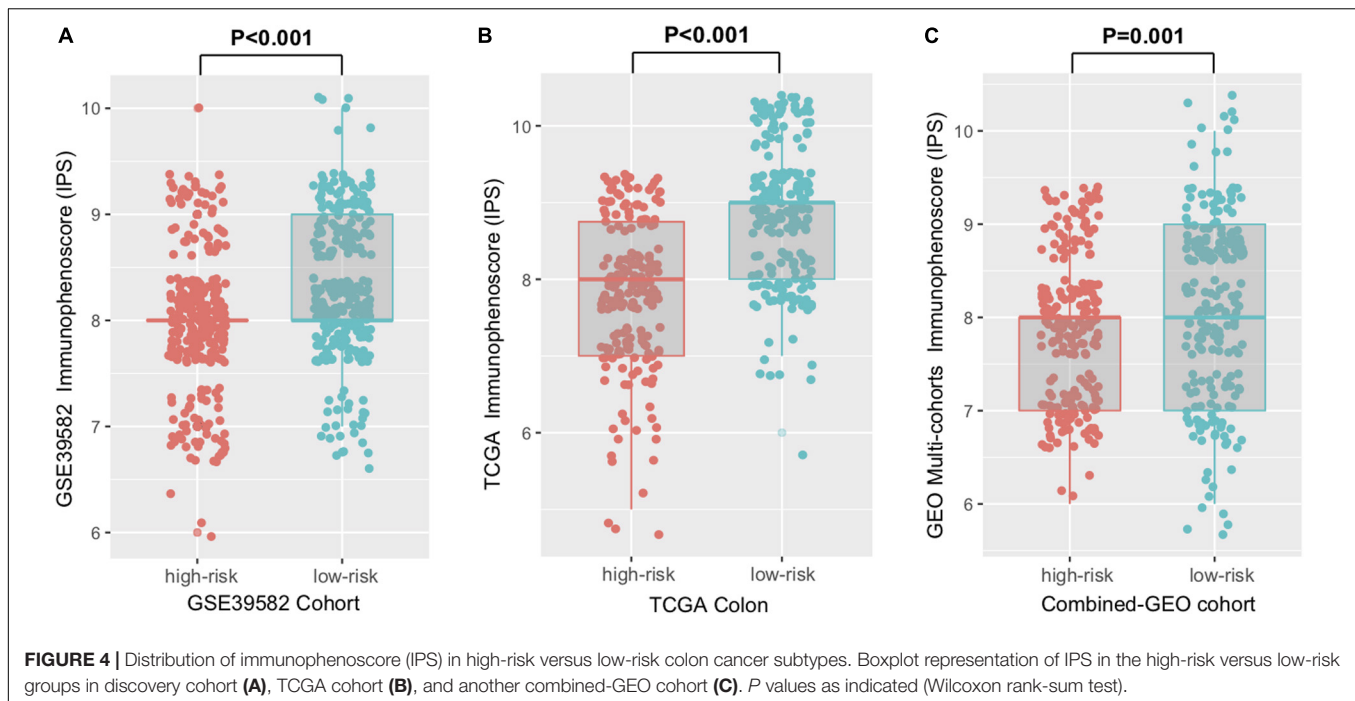 A
P<0.001
GSE39582 Immunophenoscore (IPS)
10
9
8
7
6
high-risk
low-risk
GSE39582 Cohort
B
P<0.001
TCGA Immunophenoscore (IPS)
10
8
6
high-risk
low-risk
TCGA Colon
C
P=0.001
GEO Multi-cohorts Immunophenoscore (IPS)
10
9
8
7
6
high-risk
low-risk
Combined-GEO cohort
FIGURE 4 | Distribution of immunophenoscore (IPS) in high-risk versus low-risk colon cancer subtypes. Boxplot representation of IPS in the high-risk versus low-risk
groups in discovery cohort (A), TCGA cohort (B), and another combined-GEO cohort (C). P values as indicated (Wilcoxon rank-sum test).